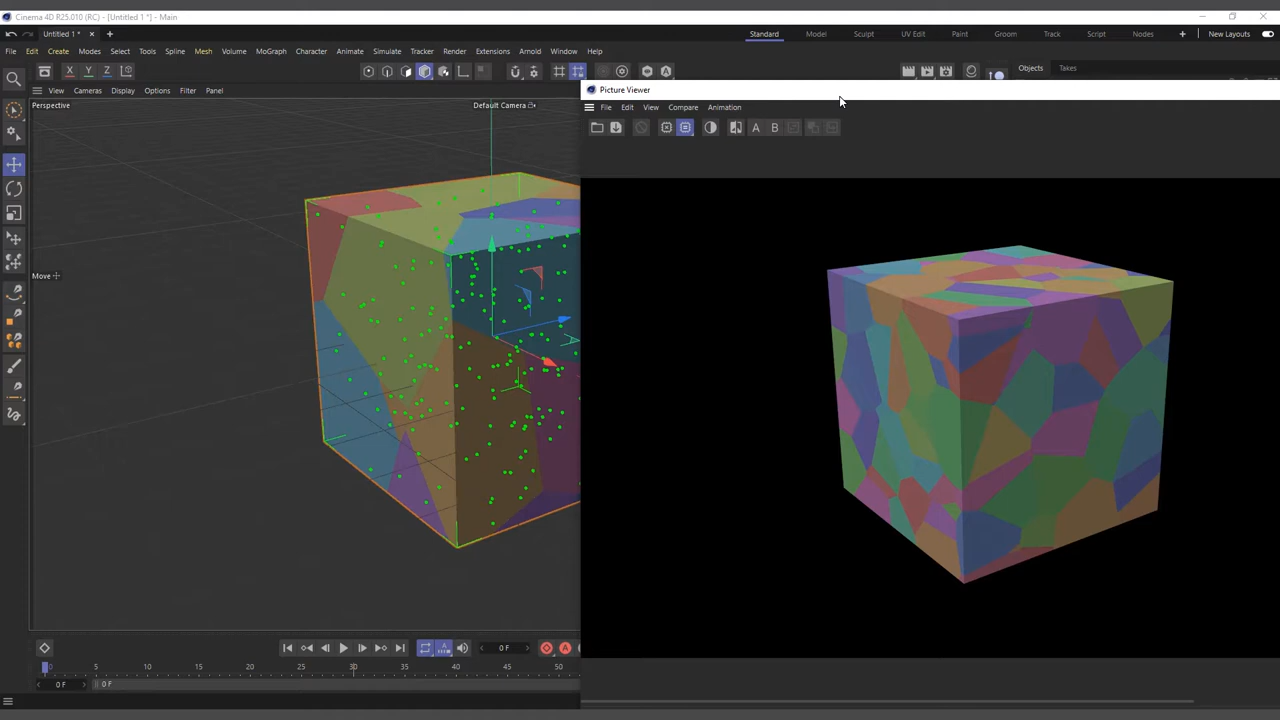 Cinema 4D R25.010 (RC) - [Untitled 1 *] - Main
Untitled 1 *
Standard Model Sculpt UV Edit Paint Groom Track Script Nodes New Layouts
File Edit Create Modes Select Tools Spline Mesh Volume MoGraph Character Animate Simulate Tracker Render Extensions Arnold Window Help
X Y Z
Objects Takes
View Cameras Display Options Filter Panel
Picture Viewer
Perspective
Default Camera
File Edit View Compare Animation
A B
Move
0 F
0 5 10 15 20 25 30 35 40 45 50
0 F 0 F